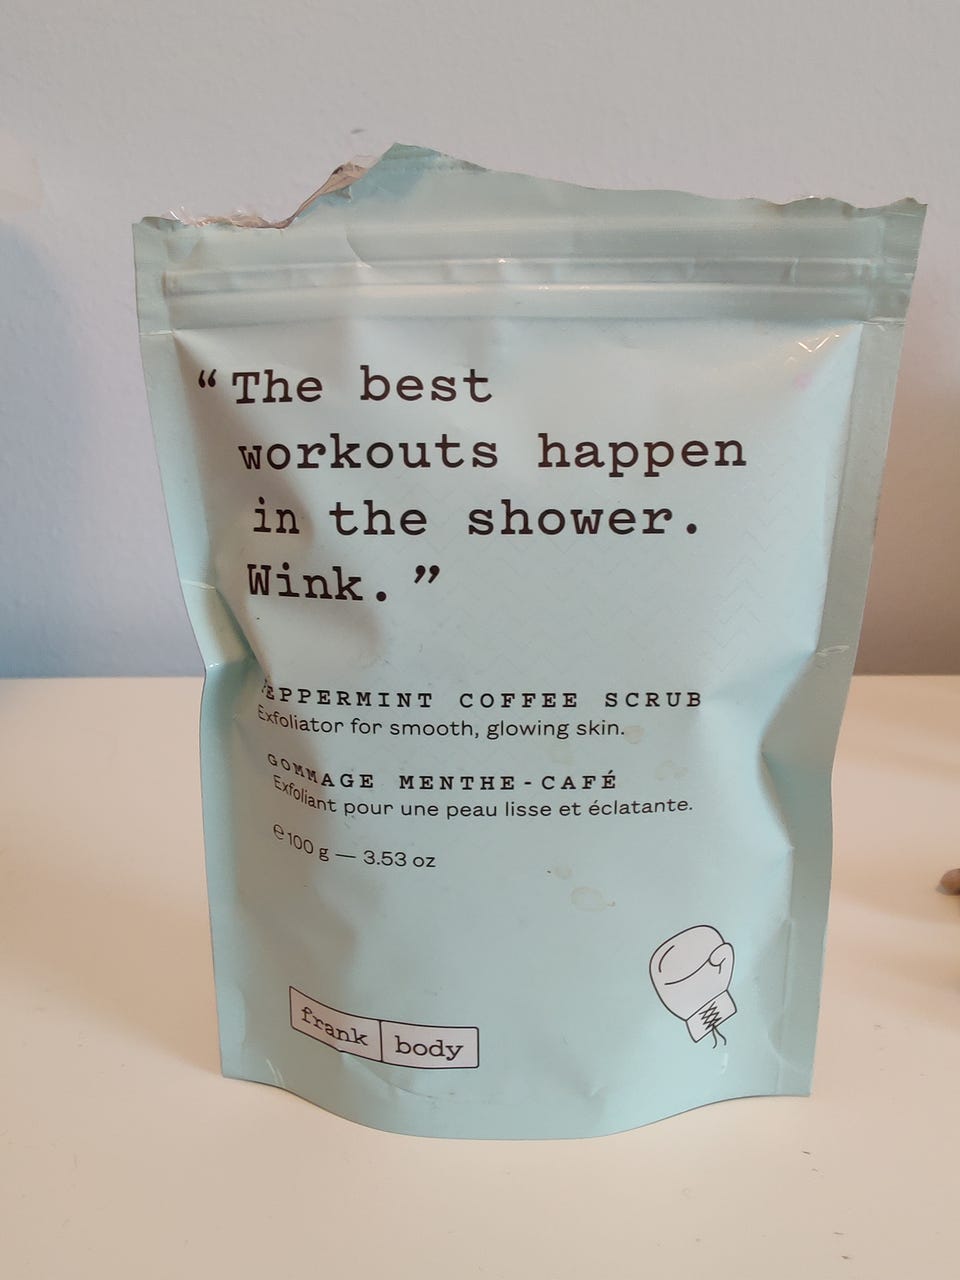 “The best
workouts happen
in the shower.
Wink.”
PEPPERMINT COFFEE SCRUB
Exfoliator for smooth, glowing skin.
GOMMAGE MENTHE-CAFÉ
Exfoliant pour une peau lisse et éclatante.
℮ 100 g — 3.53 oz
frank body